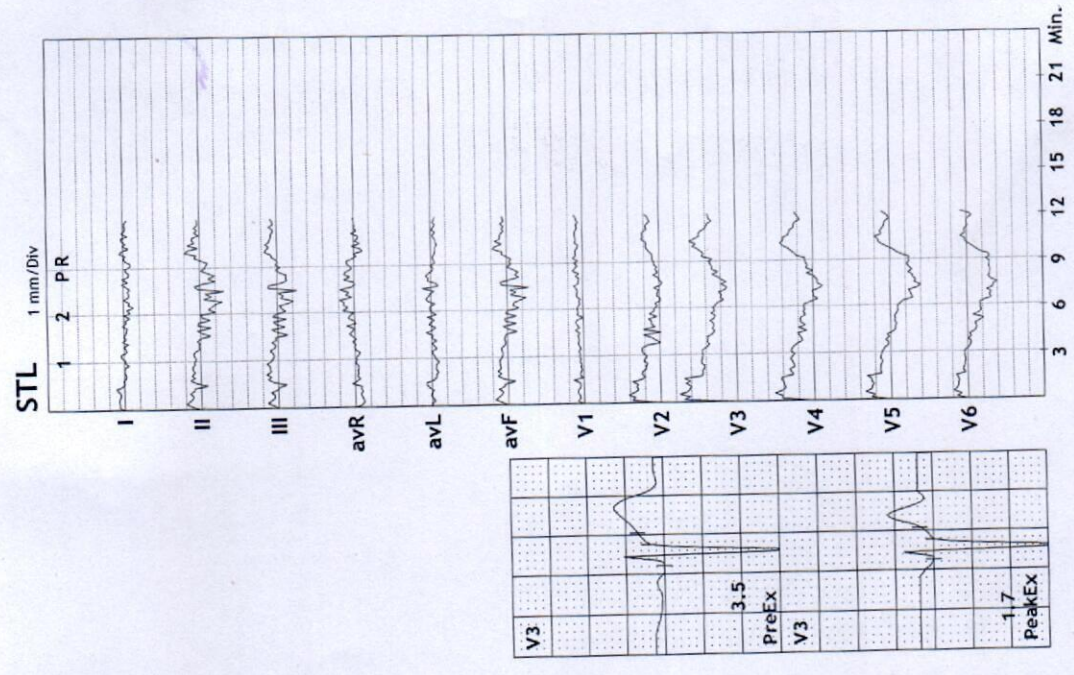 STL
1 mm/Div
1 2 PR
I
II
III
avR
avL
avF
V1
V2
V3
V4
V5
V6
3 6 9 12 15 18 21 Min.
V3
3.5
PreEx
V3
1.7
PeakEx